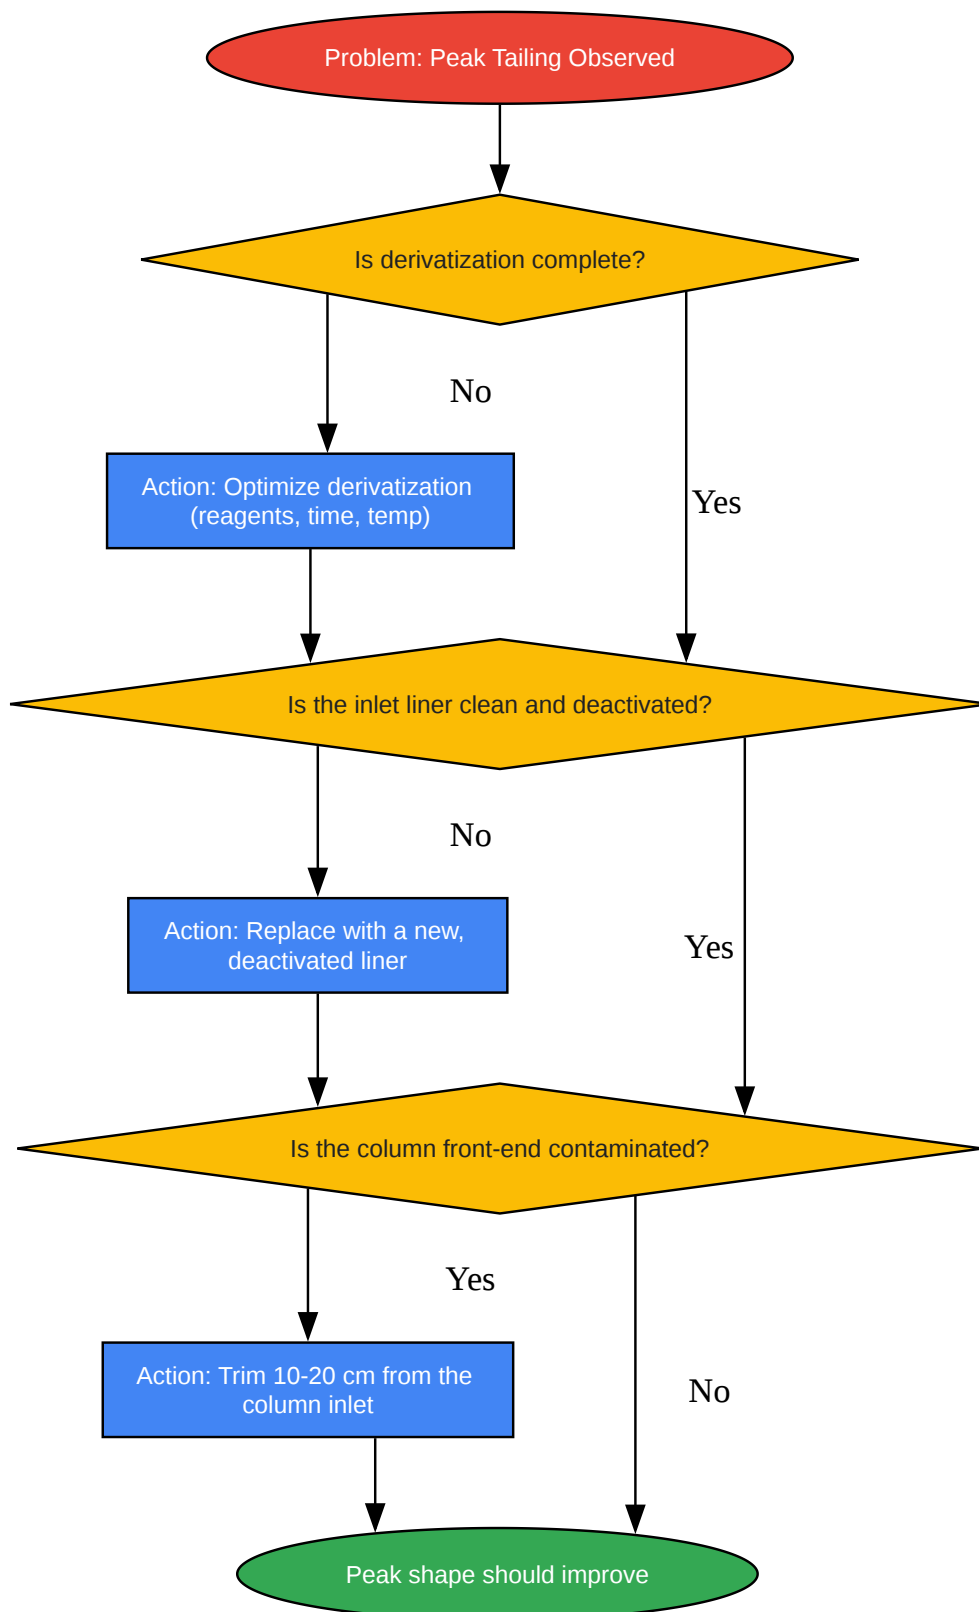 Problem: Peak Tailing Observed
Is derivatization complete?
No
Action: Optimize derivatization
(reagents, time, temp)
Yes
Is the inlet liner clean and deactivated?
No
Action: Replace with a new,
deactivated liner
Yes
Is the column front-end contaminated?
Yes
Action: Trim 10-20 cm from the
column inlet
No
Peak shape should improve